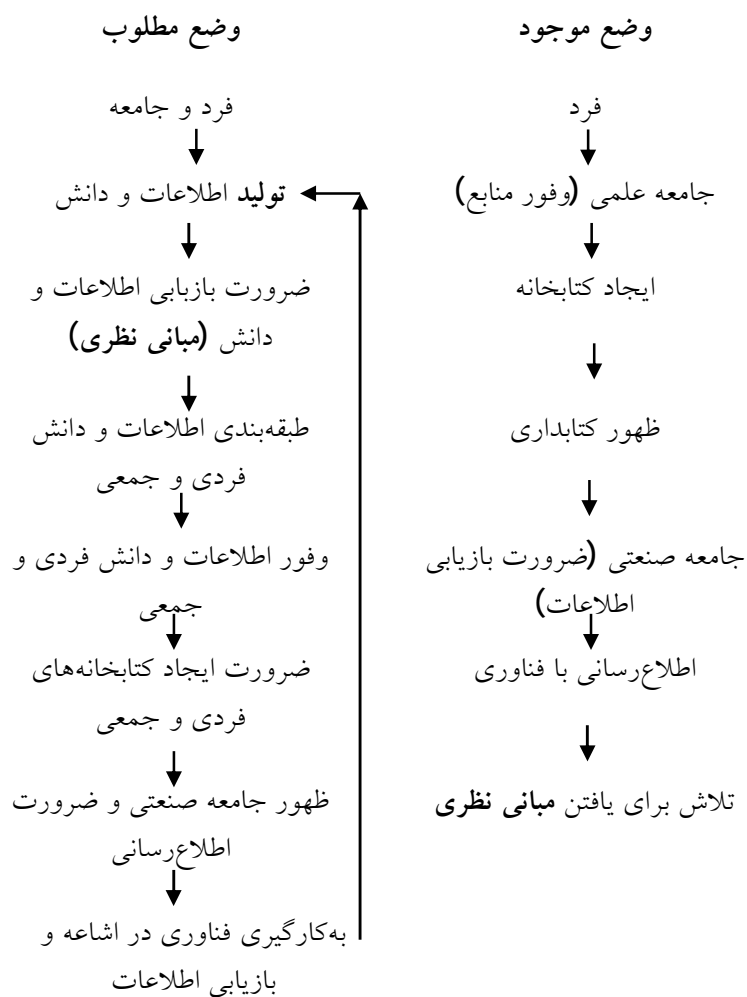 وضع موجود
فرد
جامعه علمی (وفور منابع)
ایجاد کتابخانه
ظهور کتابداری
جامعه صنعتی (ضرورت بازیابی
اطلاعات)
اطلاع‌رسانی با فناوری
تلاش برای یافتن مبانی نظری
وضع مطلوب
فرد و جامعه
تولید اطلاعات و دانش
ضرورت بازیابی اطلاعات و
دانش (مبانی نظری)
طبقه‌بندی اطلاعات و دانش
فردی و جمعی
وفور اطلاعات و دانش فردی و
جمعی
ضرورت ایجاد کتابخانه‌های
فردی و جمعی
ظهور جامعه صنعتی و ضرورت
اطلاع‌رسانی
به‌کارگیری فناوری در اشاعه و
بازیابی اطلاعات